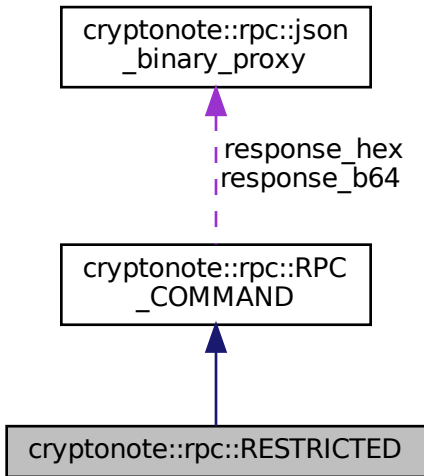 cryptonote::rpc::json
_binary_proxy
response_hex
response_b64
cryptonote::rpc::RPC
_COMMAND
cryptonote::rpc::RESTRICTED